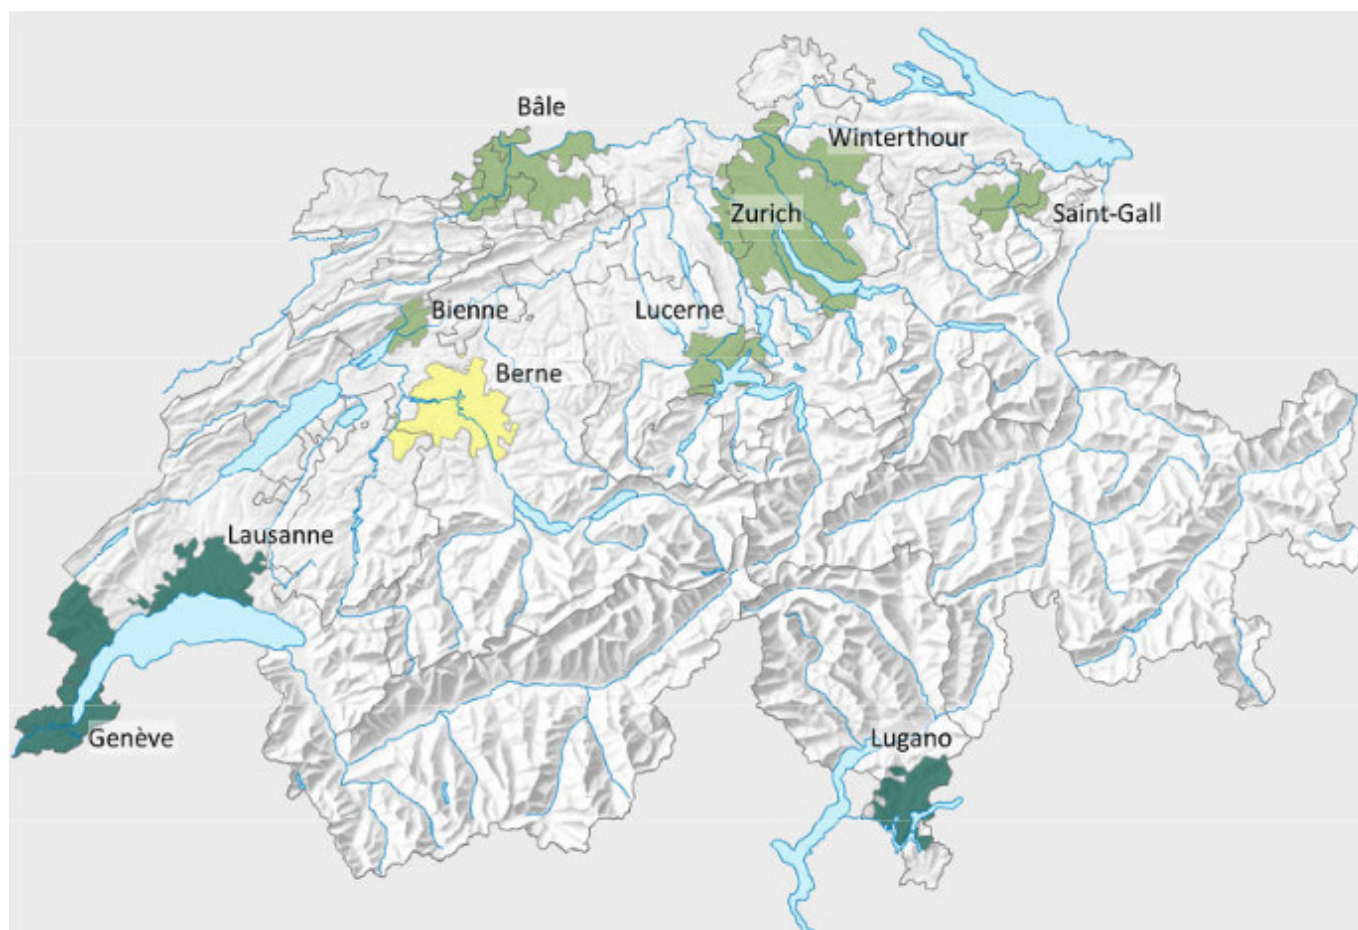 Bâle
Winterthour
Zurich
Saint-Gall
Bienne
Lucerne
Berne
Lausanne
Genève
Lugano